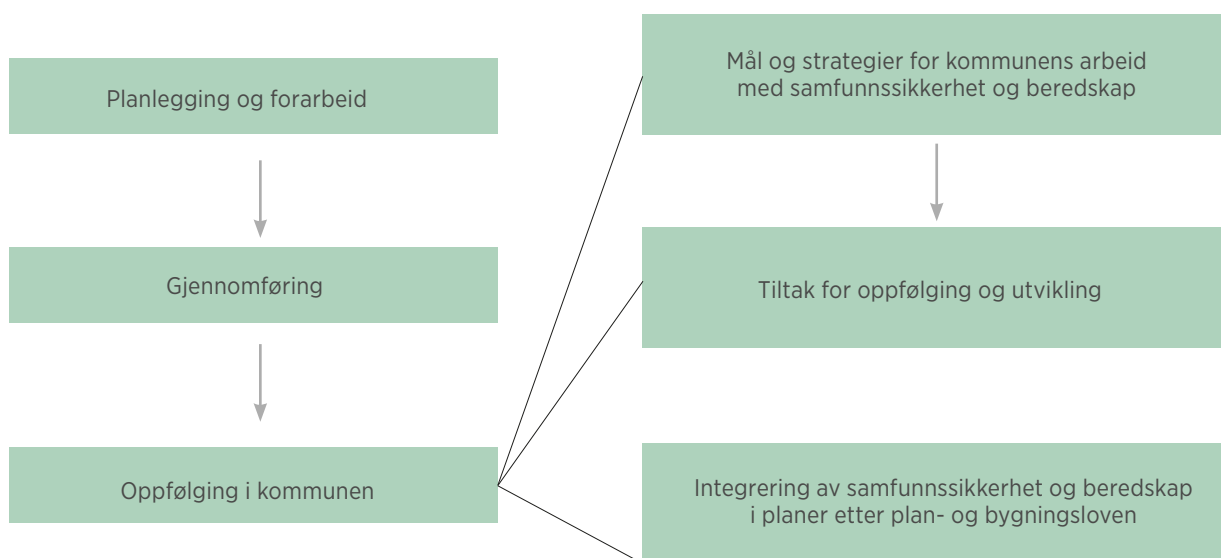 Planlegging og forarbeid
Gjennomføring
Oppfølging i kommunen
Mål og strategier for kommunens arbeid
med samfunnssikkerhet og beredskap
Tiltak for oppfølging og utvikling
Integrering av samfunnssikkerhet og beredskap
i planer etter plan- og bygningsloven